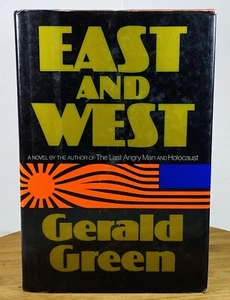 EAST
AND
WEST
A NOVEL BY THE AUTHOR OF The Last Angry Man AND Holocaust
Gerald
Green